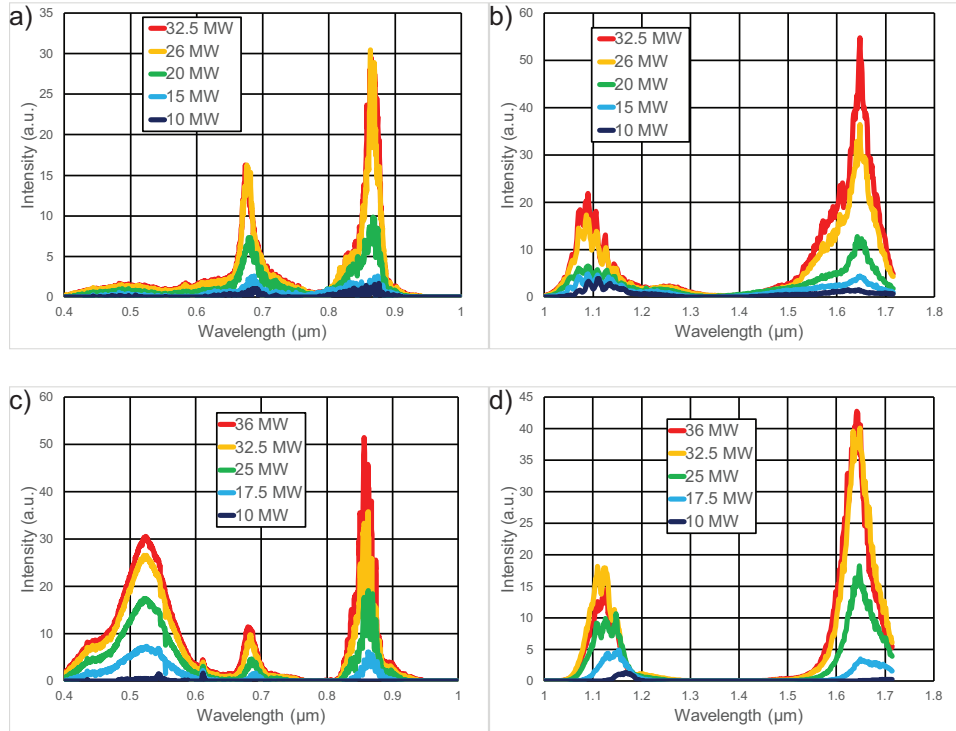 a)
32.5 MW
26 MW
20 MW
15 MW
10 MW
Intensity (a.u.)
35
30
25
20
15
10
5
0
0.4 0.5 0.6 0.7 0.8 0.9 1
Wavelength (µm)
b)
32.5 MW
26 MW
20 MW
15 MW
10 MW
Intensity (a.u.)
60
50
40
30
20
10
0
1 1.1 1.2 1.3 1.4 1.5 1.6 1.7 1.8
Wavelength (µm)
c)
36 MW
32.5 MW
25 MW
17.5 MW
10 MW
Intensity (a.u.)
60
50
40
30
20
10
0
0.4 0.5 0.6 0.7 0.8 0.9 1
Wavelength (µm)
d)
36 MW
32.5 MW
25 MW
17.5 MW
10 MW
Intensity (a.u.)
45
40
35
30
25
20
15
10
5
0
1 1.1 1.2 1.3 1.4 1.5 1.6 1.7 1.8
Wavelength (µm)